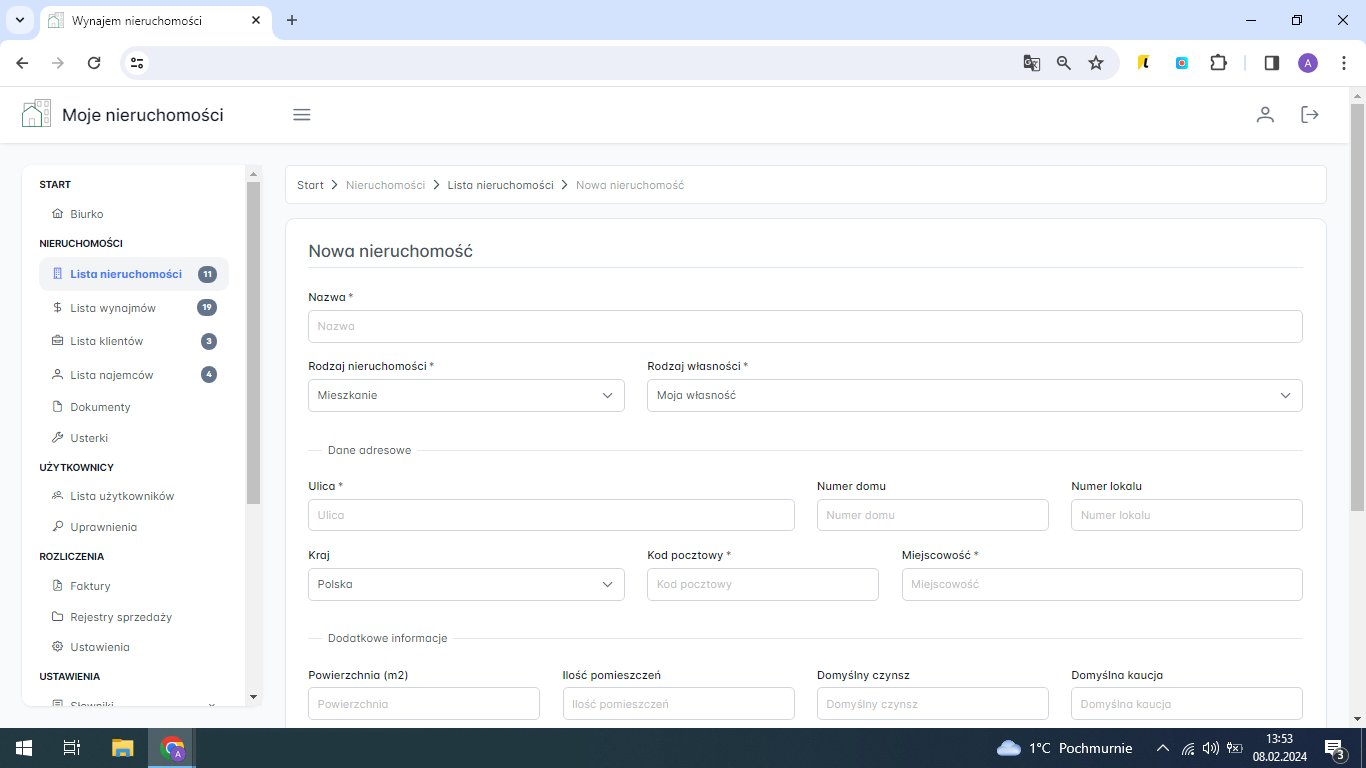 Wynajem nieruchomości
A
Moje nieruchomości
START
Biurko
NIERUCHOMOŚCI
Lista nieruchomości 11
Lista wynajmów 19
Lista klientów 3
Lista najemców 4
Dokumenty
Usterki
UŻYTKOWNICY
Lista użytkowników
Uprawnienia
ROZLICZENIA
Faktury
Rejestry sprzedaży
Ustawienia
USTAWIENIA
Słowniki
Start > Nieruchomości > Lista nieruchomości > Nowa nieruchomość
Nowa nieruchomość
Nazwa *
Nazwa
Rodzaj nieruchomości * Rodzaj własności *
Mieszkanie Moja własność
Dane adresowe
Ulica * Numer domu Numer lokalu
Ulica Numer domu Numer lokalu
Kraj Kod pocztowy * Miejscowość *
Polska Kod pocztowy Miejscowość
Dodatkowe informacje
Powierzchnia (m2) Ilość pomieszczeń Domyślny czynsz Domyślna kaucja
Powierzchnia Ilość pomieszczeń Domyślny czynsz Domyślna kaucja
A
1°C Pochmurnie
13:53
08.02.2024
3